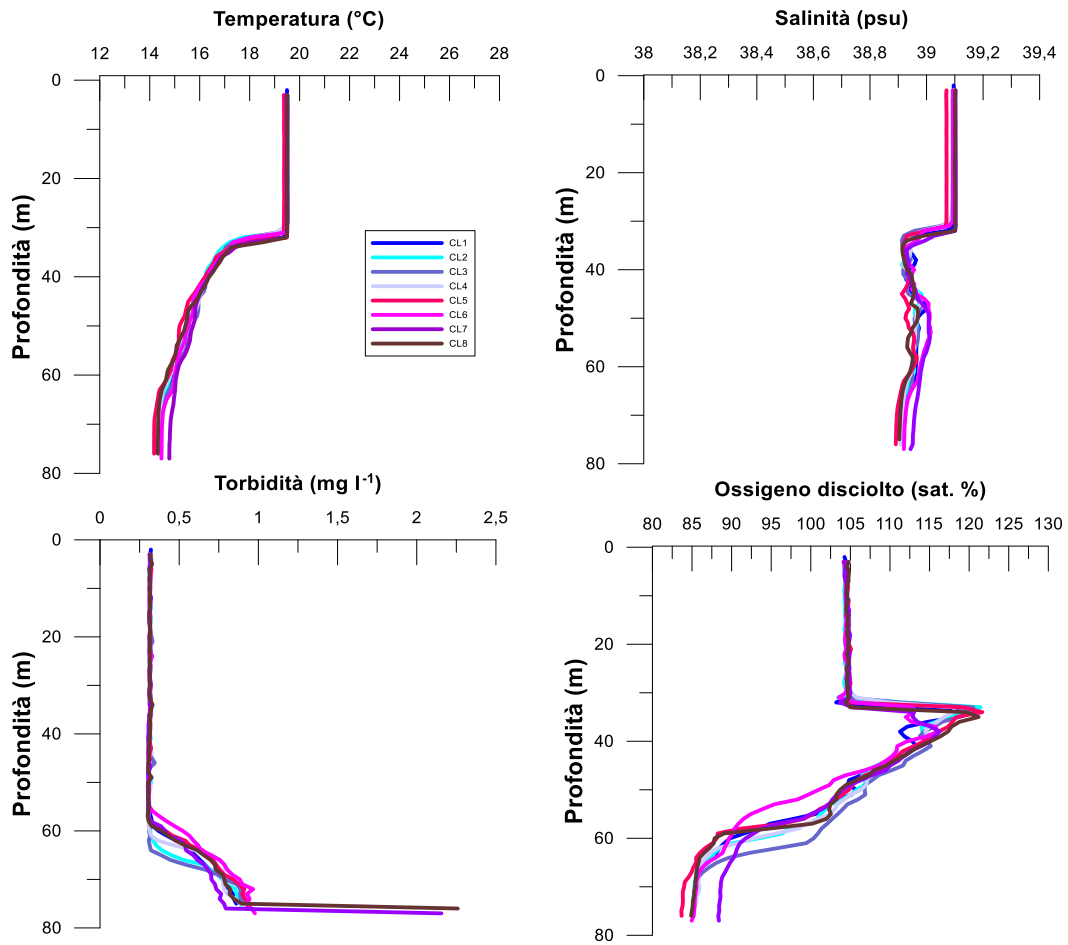 Temperatura (°C)
12 14 16 18 20 22 24 26 28
0
20
40
60
80
Profondità (m)
CL1
CL2
CL3
CL4
CL5
CL6
CL7
CL8
Salinità (psu)
38 38,2 38,4 38,6 38,8 39 39,2 39,4
0
20
40
60
80
Profondità (m)
Torbidità (mg l-1)
0 0,5 1 1,5 2 2,5
0
20
40
60
80
Profondità (m)
Ossigeno disciolto (sat. %)
80 85 90 95 100 105 110 115 120 125 130
0
20
40
60
80
Profondità (m)